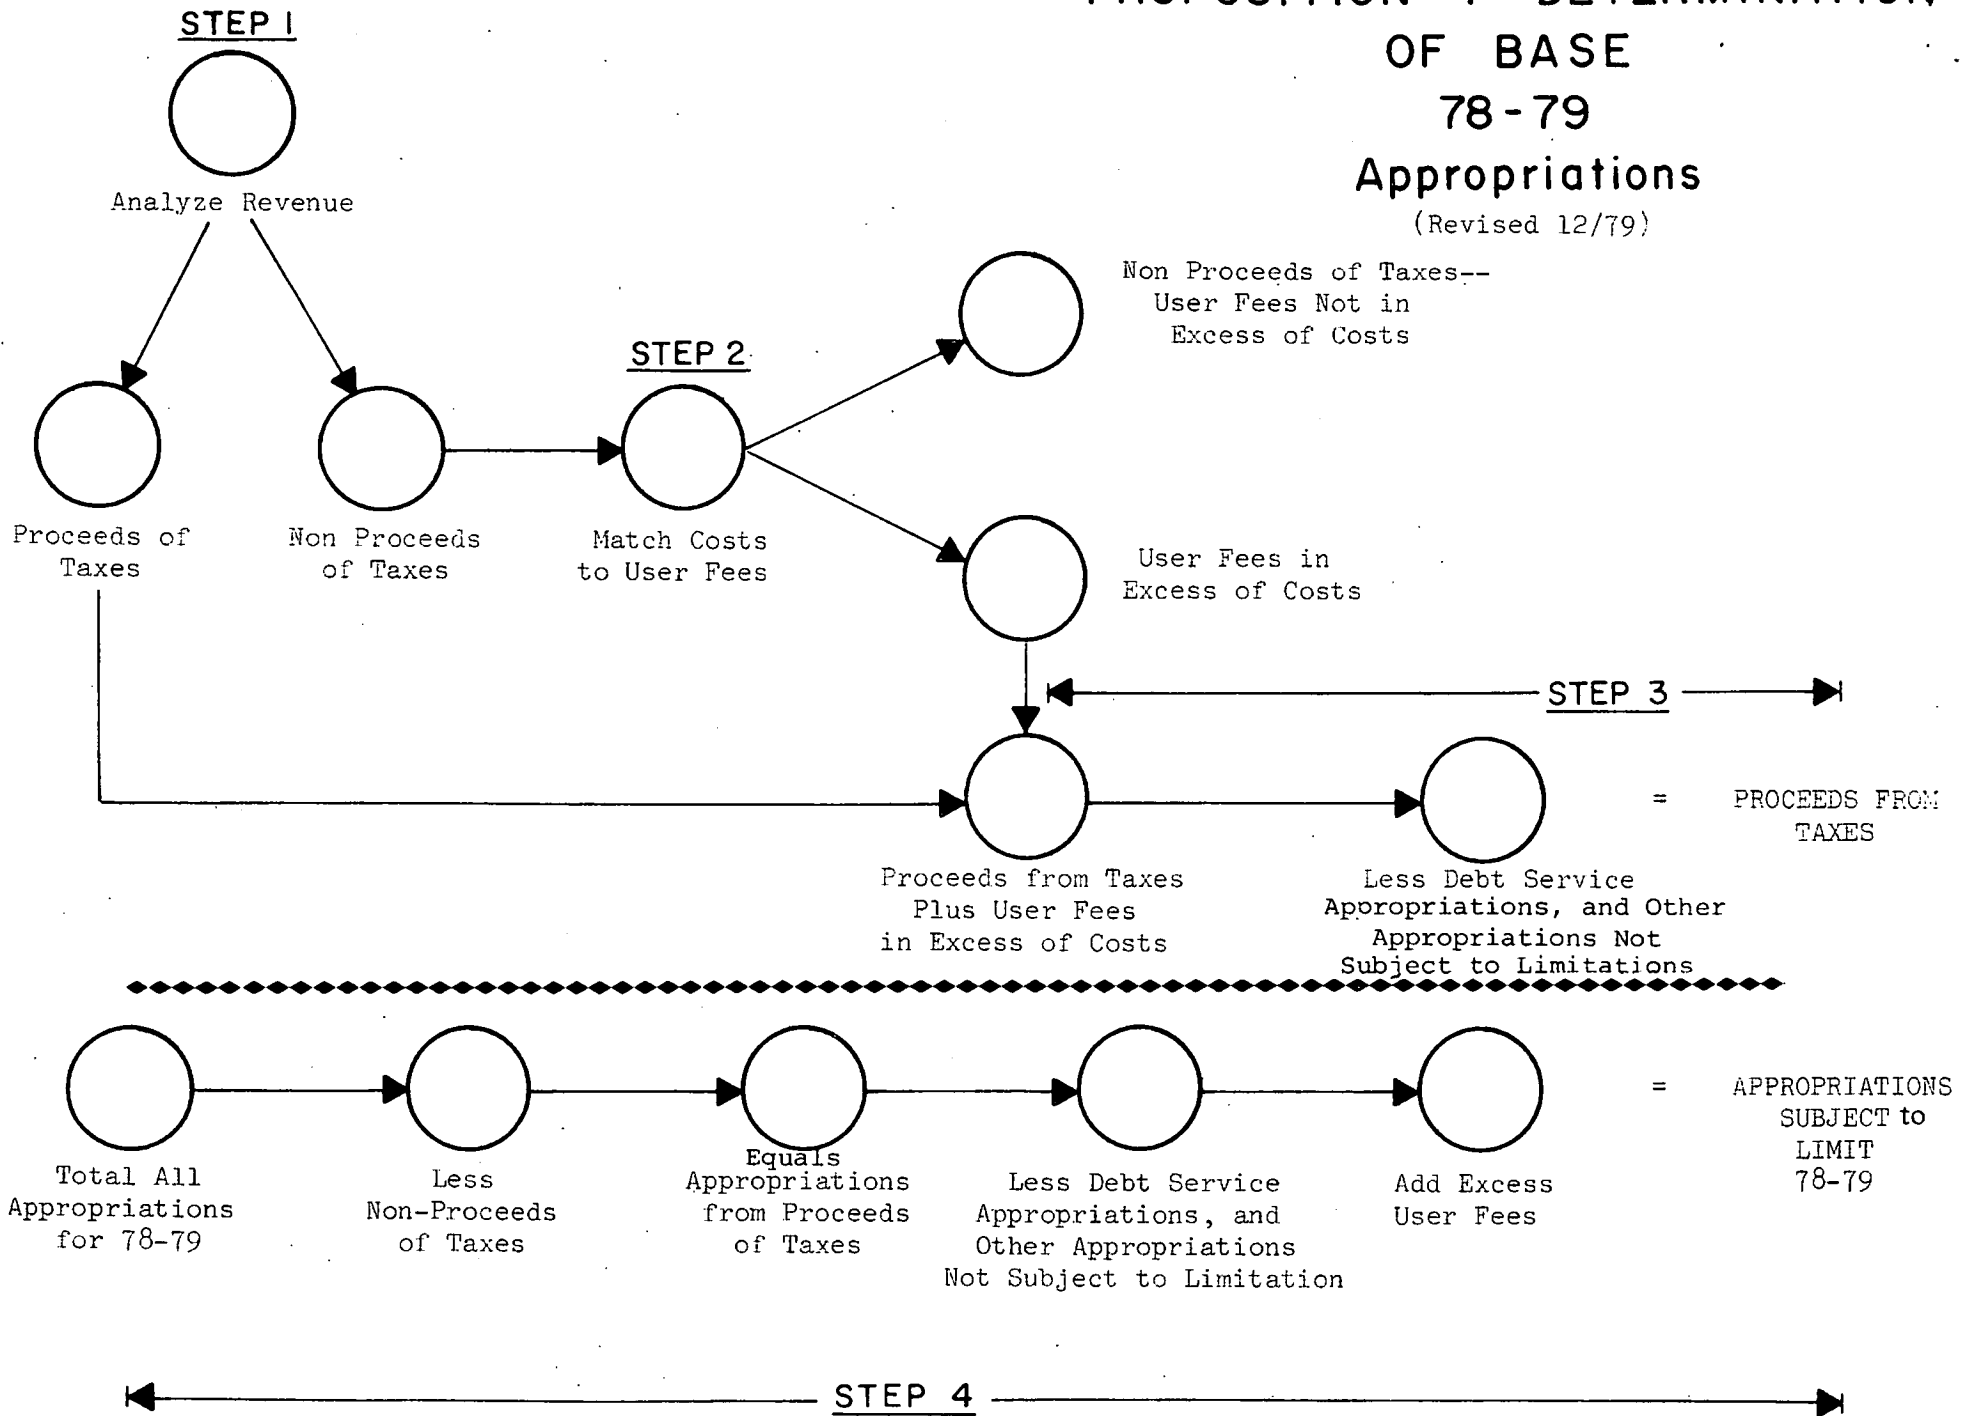 STEP 1
PROPOSITION 4 DETERMINATION
OF BASE
78-79
Appropriations
(Revised 12/79)
Analyze Revenue
Non Proceeds of Taxes--
User Fees Not in
Excess of Costs
STEP 2
Proceeds of
Taxes
Non Proceeds
of Taxes
Match Costs
to User Fees
User Fees in
Excess of Costs
STEP 3
= PROCEEDS FROM
TAXES
Proceeds from Taxes
Plus User Fees
in Excess of Costs
Less Debt Service
Appropriations, and Other
Appropriations Not
Subject to Limitations
Total All
Appropriations
for 78-79
Less
Non-Proceeds
of Taxes
Equals
Appropriations
from Proceeds
of Taxes
Less Debt Service
Appropriations, and
Other Appropriations
Not Subject to Limitation
Add Excess
User Fees
= APPROPRIATIONS
SUBJECT to
LIMIT
78-79
STEP 4